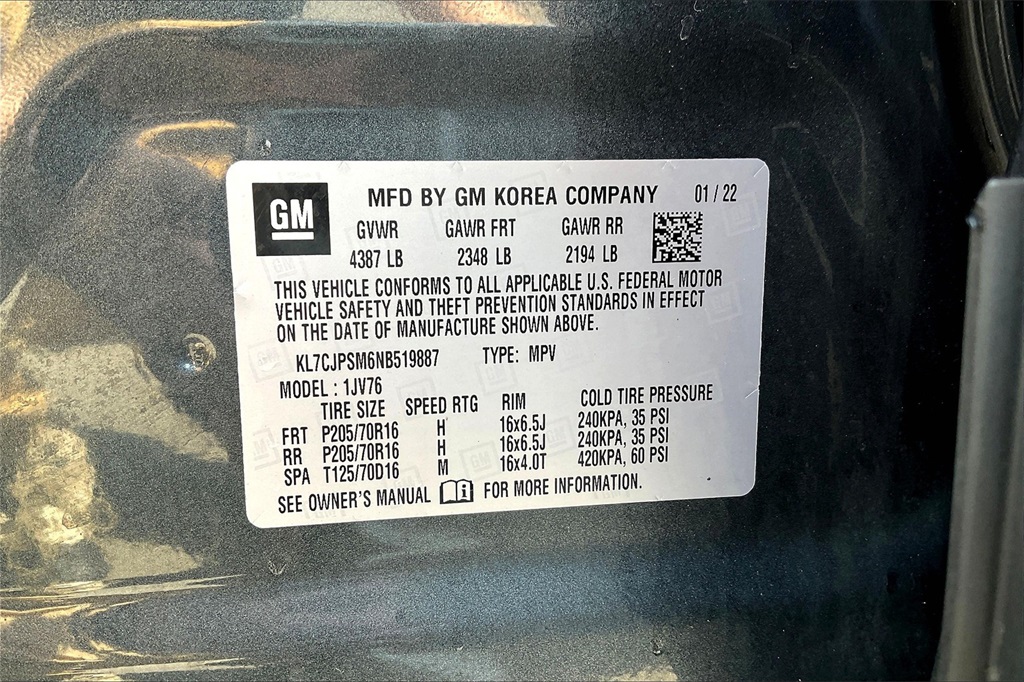 GM
MFD BY GM KOREA COMPANY 01 / 22
GVWR GAWR FRT GAWR RR
4387 LB 2348 LB 2194 LB
THIS VEHICLE CONFORMS TO ALL APPLICABLE U.S. FEDERAL MOTOR
VEHICLE SAFETY AND THEFT PREVENTION STANDARDS IN EFFECT
ON THE DATE OF MANUFACTURE SHOWN ABOVE.
KL7CJPSM6NB519887 TYPE: MPV
MODEL : 1JV76
TIRE SIZE SPEED RTG RIM COLD TIRE PRESSURE
FRT P205/70R16 H 16x6.5J 240KPA, 35 PSI
RR P205/70R16 H 16x6.5J 240KPA, 35 PSI
SPA T125/70D16 M 16x4.0T 420KPA, 60 PSI
SEE OWNER'S MANUAL i FOR MORE INFORMATION.